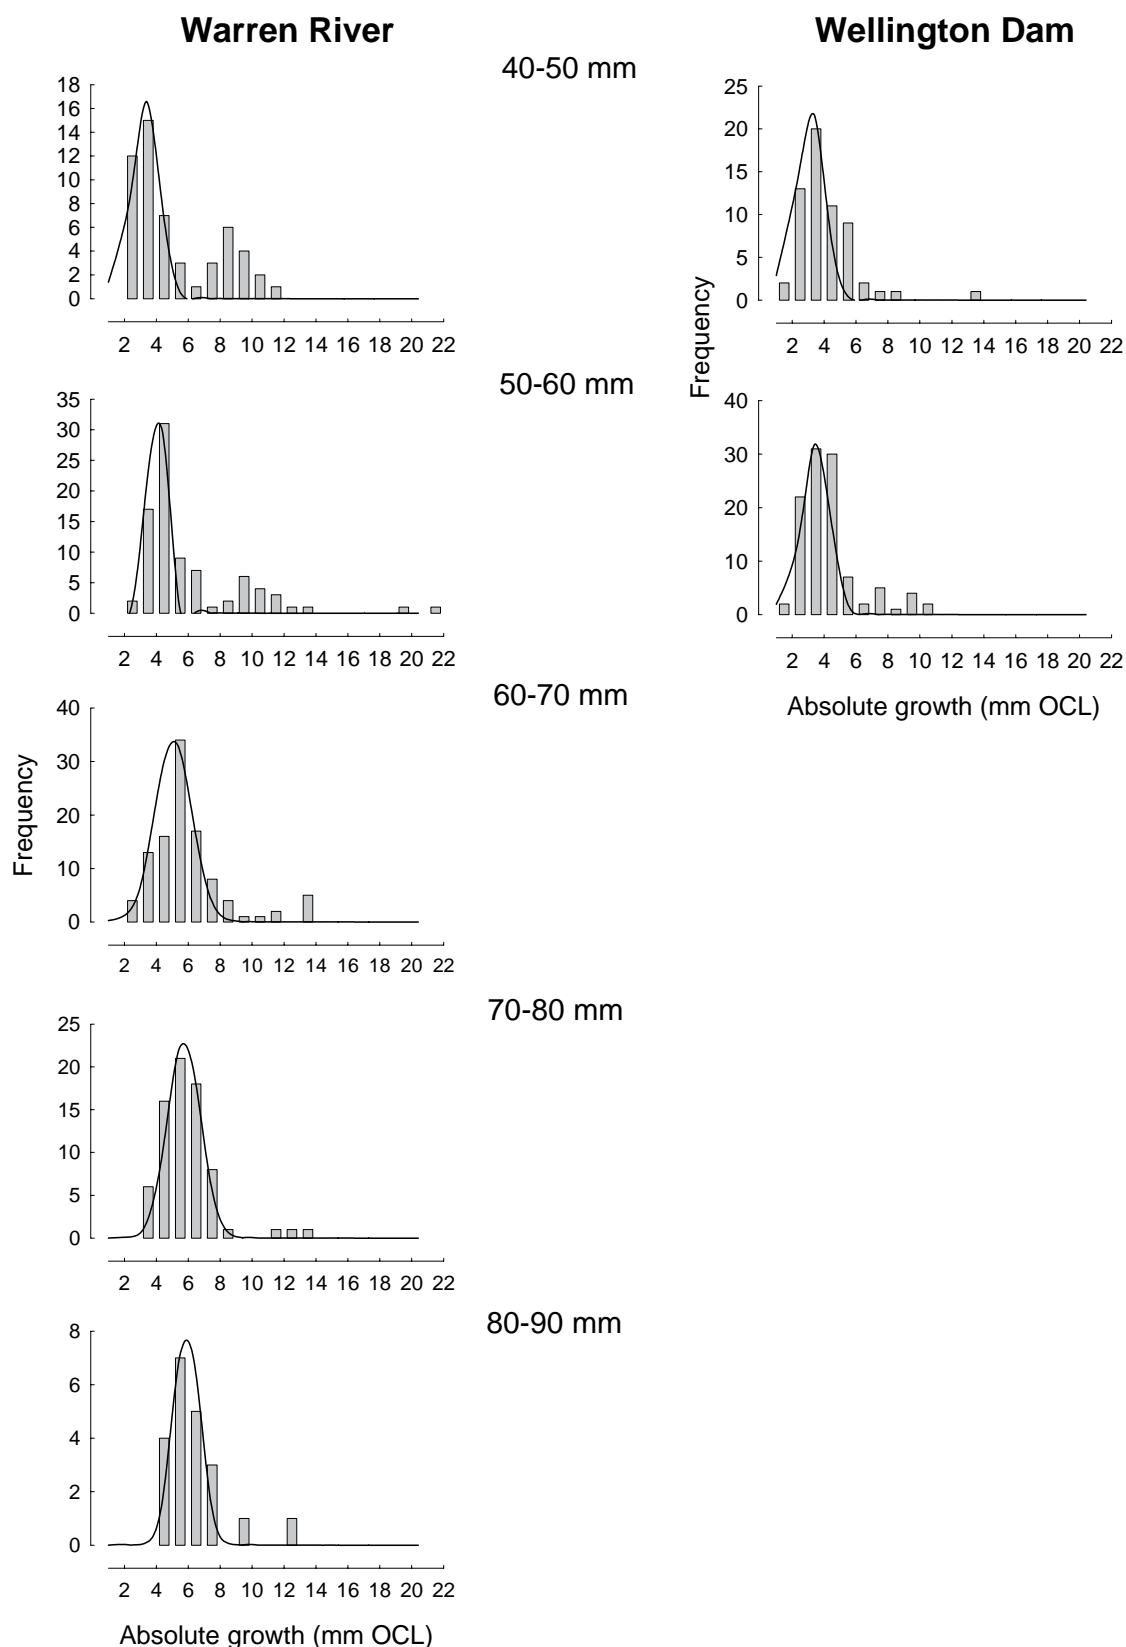 Warren River
Wellington Dam
40-50 mm
18
16
14
12
10
8
6
4
2
0
2 4 6 8 10 12 14 16 18 20 22
25
20
15
10
5
0
2 4 6 8 10 12 14 16 18 20 22
Frequency
50-60 mm
35
30
25
20
15
10
5
0
2 4 6 8 10 12 14 16 18 20 22
40
30
20
10
0
2 4 6 8 10 12 14 16 18 20 22
Absolute growth (mm OCL)
60-70 mm
Frequency
40
30
20
10
0
2 4 6 8 10 12 14 16 18 20 22
70-80 mm
25
20
15
10
5
0
2 4 6 8 10 12 14 16 18 20 22
80-90 mm
8
6
4
2
0
2 4 6 8 10 12 14 16 18 20 22
Absolute growth (mm OCL)